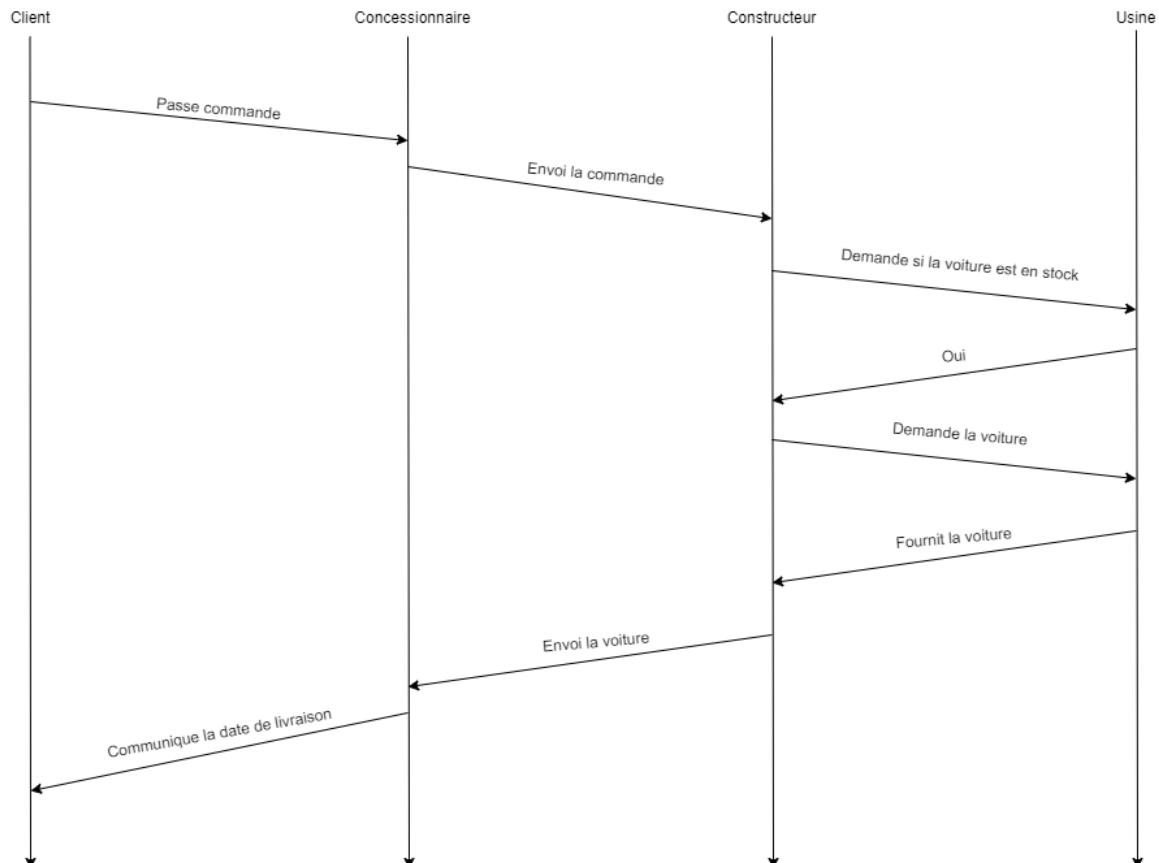 Client
Concessionnaire
Constructeur
Usine
Passe commande
Envoi la commande
Demande si la voiture est en stock
Oui
Demande la voiture
Fournit la voiture
Envoi la voiture
Communique la date de livraison